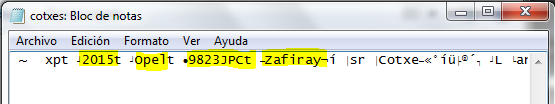 cotxes: Bloc de notas
Archivo Edición Formato Ver Ayuda
~ xpt ┘2015t ┘Opelt •9823JPCt ┘Zafiray¬í |sr |Cotxe